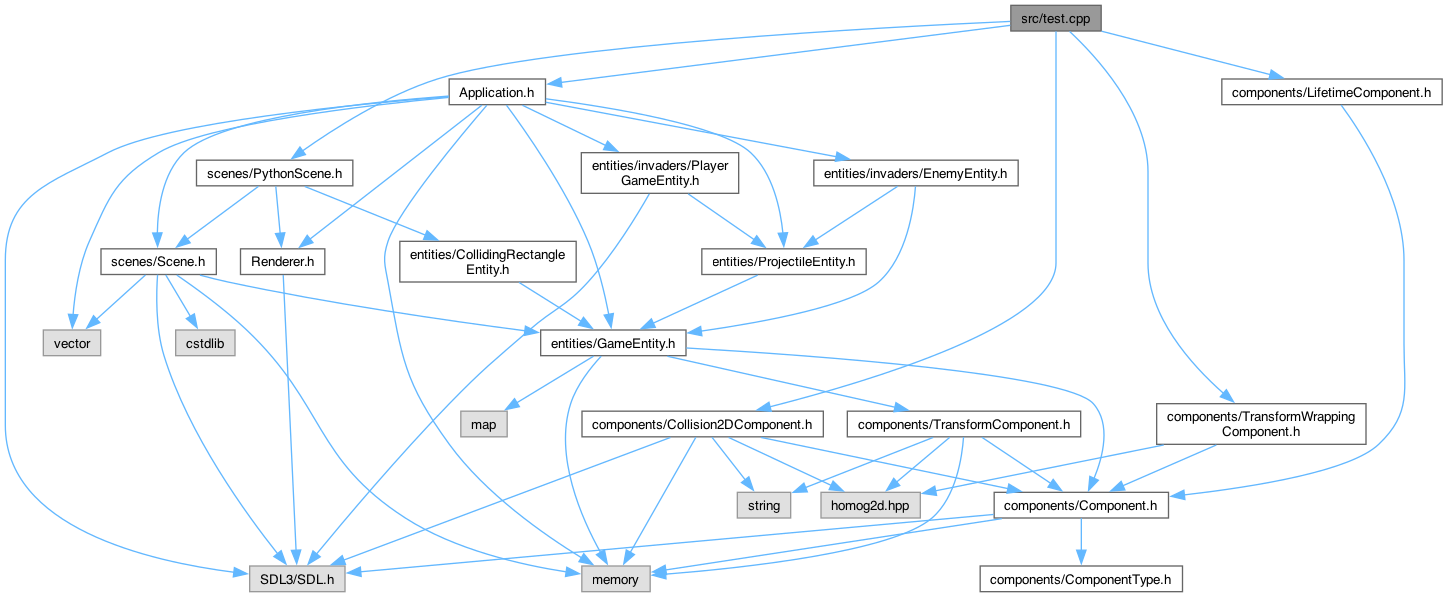 src/test.cpp
Application.h
components/LifetimeComponent.h
scenes/PythonScene.h
entities/invaders/Player
GameEntity.h
entities/invaders/EnemyEntity.h
scenes/Scene.h
Renderer.h
entities/CollidingRectangle
Entity.h
entities/ProjectileEntity.h
vector
cstdlib
entities/GameEntity.h
map
components/Collision2DComponent.h
components/TransformComponent.h
components/TransformWrapping
Component.h
string
homog2d.hpp
components/Component.h
SDL3/SDL.h
memory
components/ComponentType.h